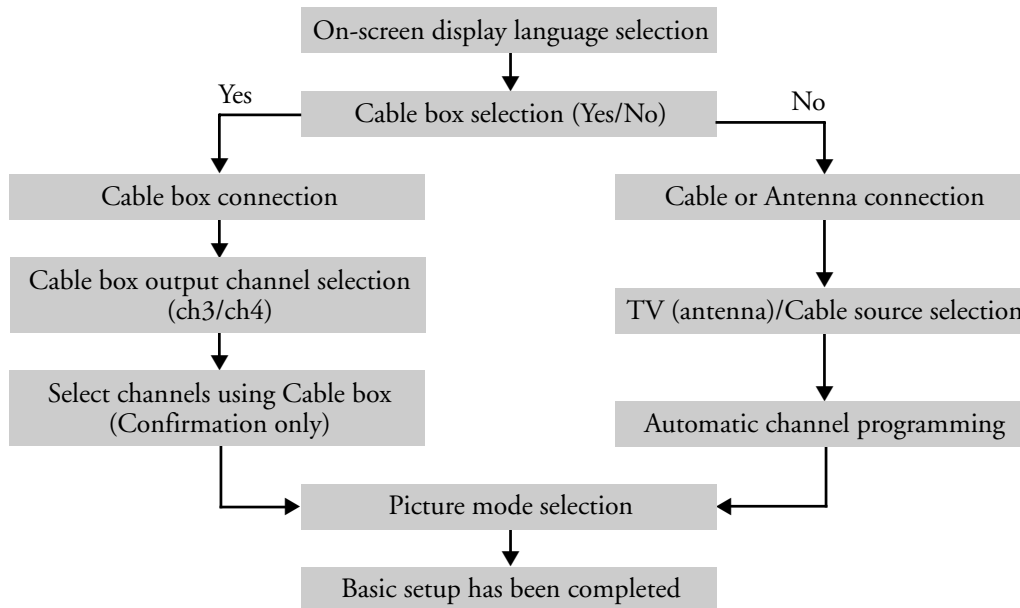 On-screen display language selection
Yes
No
Cable box selection (Yes/No)
Cable box connection
Cable or Antenna connection
Cable box output channel selection
(ch3/ch4)
TV (antenna)/Cable source selection
Select channels using Cable box
(Confirmation only)
Automatic channel programming
Picture mode selection
Basic setup has been completed